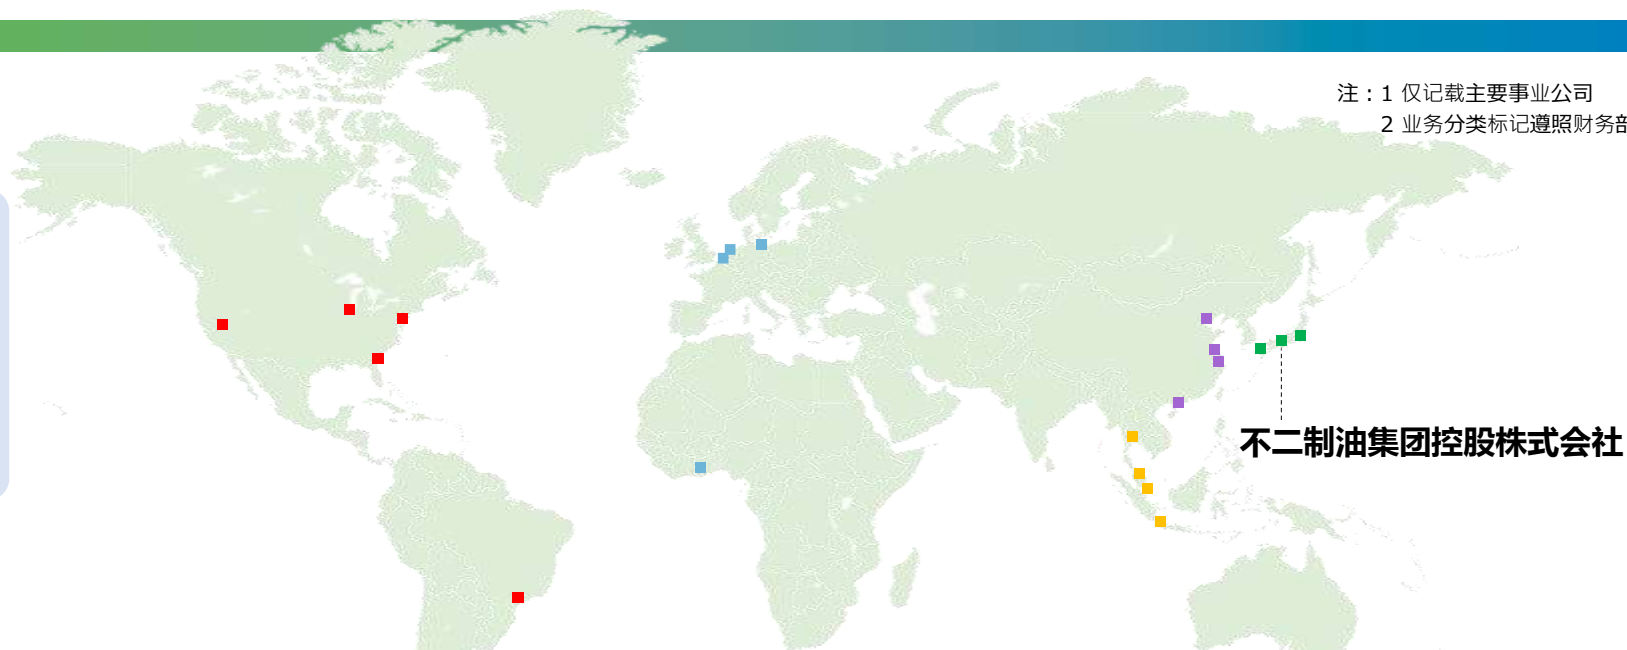 注：1 仅记载主要事业公司
2 业务分类标记遵照财务部
不二制油集团控股株式会社